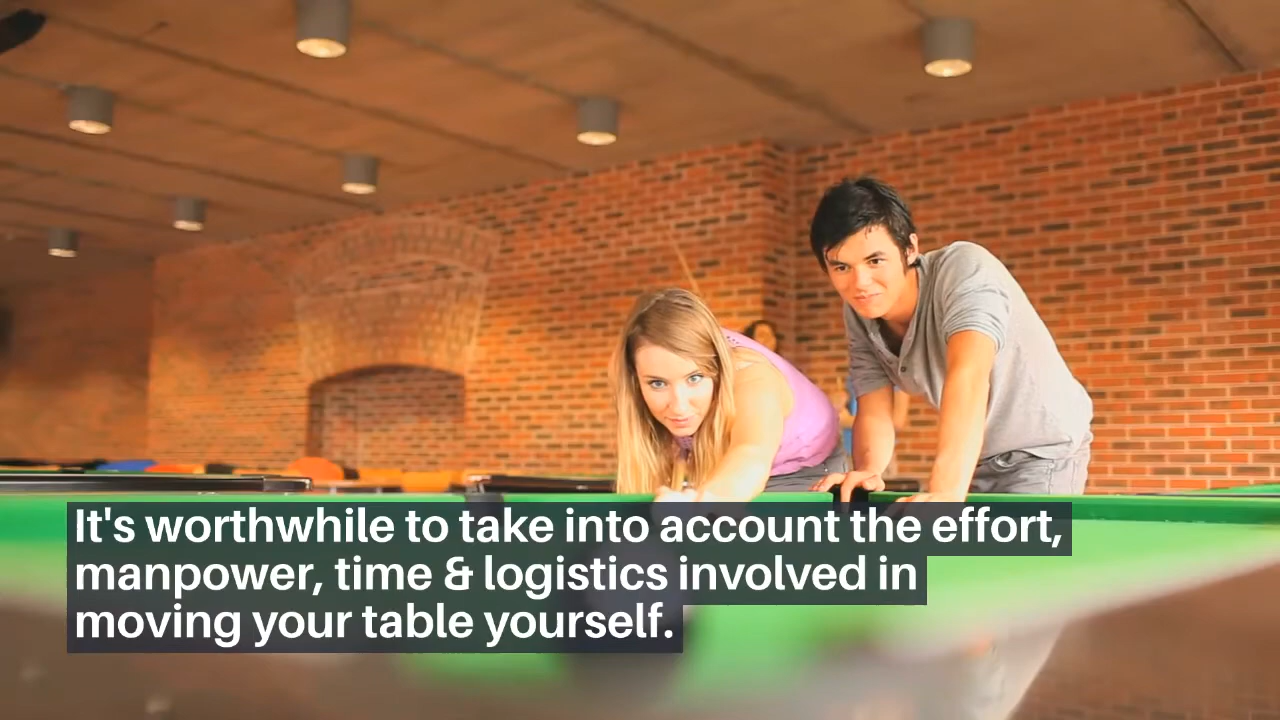 It's worthwhile to take into account the effort,
manpower, time & logistics involved in
moving your table yourself.